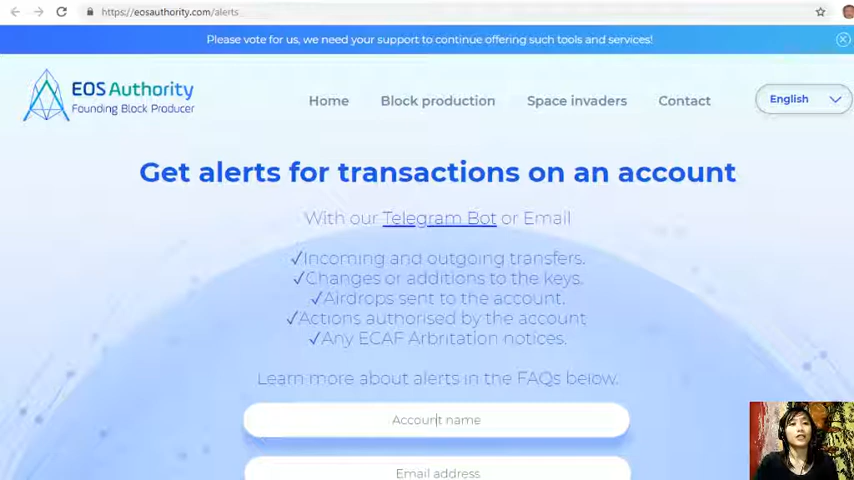 https://eosauthority.com/alerts
Please vote for us, we need your support to continue offering such tools and services!
EOS Authority
Founding Block Producer
Home
Block production
Space invaders
Contact
English
Get alerts for transactions on an account
With our Telegram Bot or Email
✓Incoming and outgoing transfers.
✓Changes or additions to the keys.
✓Airdrops sent to the account.
✓Actions authorised by the account
✓Any ECAF Arbritation notices.
Learn more about alerts in the FAQs below.
Account name
Email address